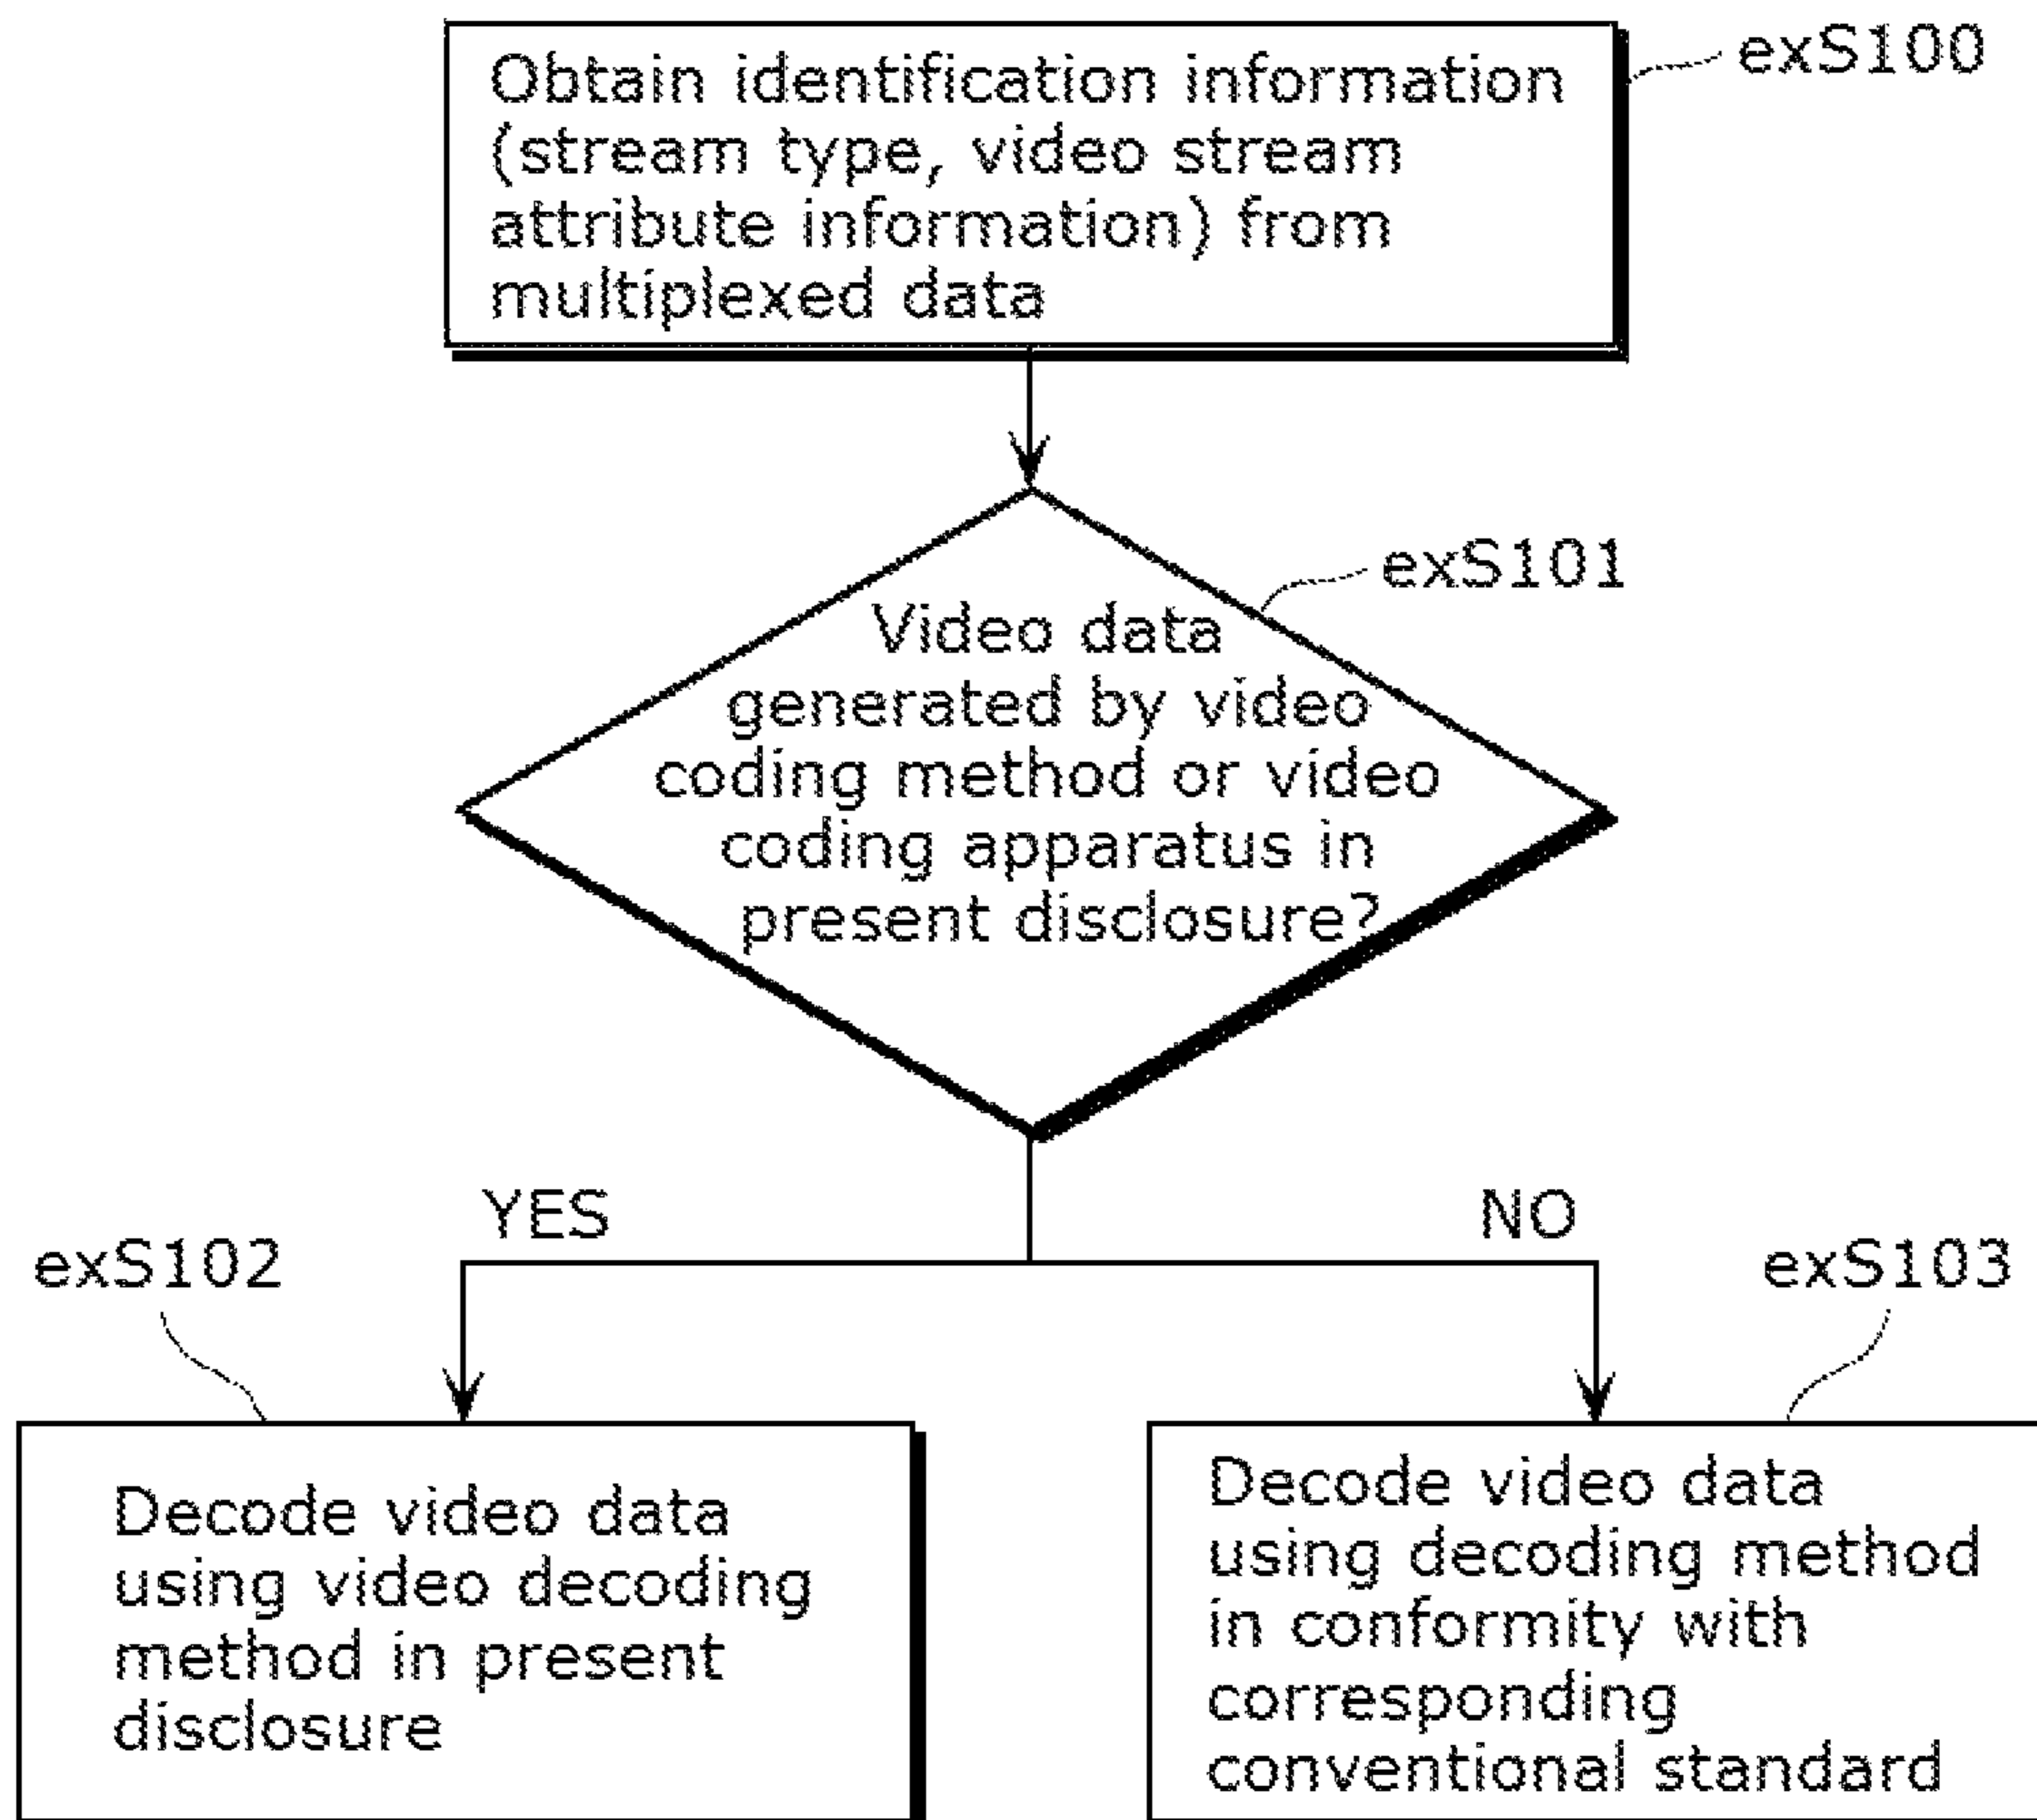 Obtain identification information
(stream type, video stream
attribute information) from
multiplexed data
exS100
exS101
Video data
generated by video
coding method or video
coding apparatus in
present disclosure?
YES
NO
exS102
exS103
Decode video data
using video decoding
method in present
disclosure
Decode video data
using decoding method
in conformity with
corresponding
conventional standard